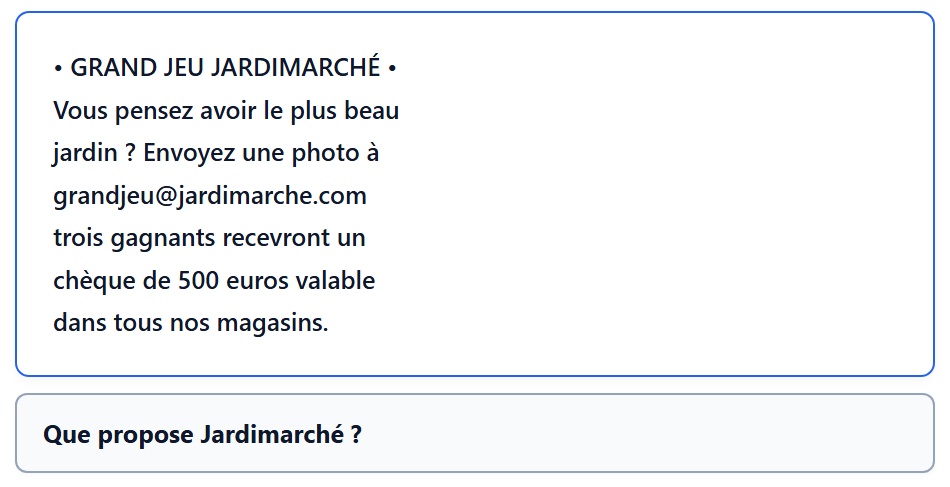 • GRAND JEU JARDIMARCHÉ •
Vous pensez avoir le plus beau
jardin ? Envoyez une photo à
grandjeu@jardimarche.com
trois gagnants recevront un
chèque de 500 euros valable
dans tous nos magasins.
Que propose Jardimarché ?